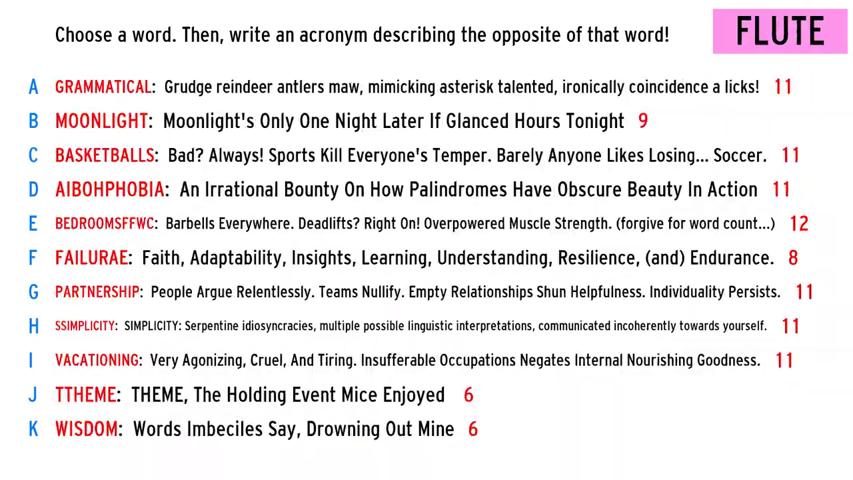 Choose a word. Then, write an acronym describing the opposite of that word!
FLUTE
A GRAMMATICAL: Grudge reindeer antlers maw, mimicking asterisk talented, ironically coincidence a licks! 11
B MOONLIGHT: Moonlight's Only One Night Later If Glanced Hours Tonight 9
C BASKETBALLS: Bad? Always! Sports Kill Everyone's Temper. Barely Anyone Likes Losing... Soccer. 11
D AIBOHPHOBIA: An Irrational Bounty On How Palindromes Have Obscure Beauty In Action 11
E BEDROOMSFFWC: Barbells Everywhere. Deadlifts? Right On! Overpowered Muscle Strength. (forgive for word count...) 12
F FAILURAE: Faith, Adaptability, Insights, Learning, Understanding, Resilience, (and) Endurance. 8
G PARTNERSHIP: People Argue Relentlessly. Teams Nullify. Empty Relationships Shun Helpfulness. Individuality Persists. 11
H SSIMPLICITY: SIMPLICITY: Serpentine idiosyncracies, multiple possible linguistic interpretations, communicated incoherently towards yourself. 11
I VACATIONING: Very Agonizing, Cruel, And Tiring. Insufferable Occupations Negates Internal Nourishing Goodness. 11
J TTHEME: THEME, The Holding Event Mice Enjoyed 6
K WISDOM: Words Imbeciles Say, Drowning Out Mine 6